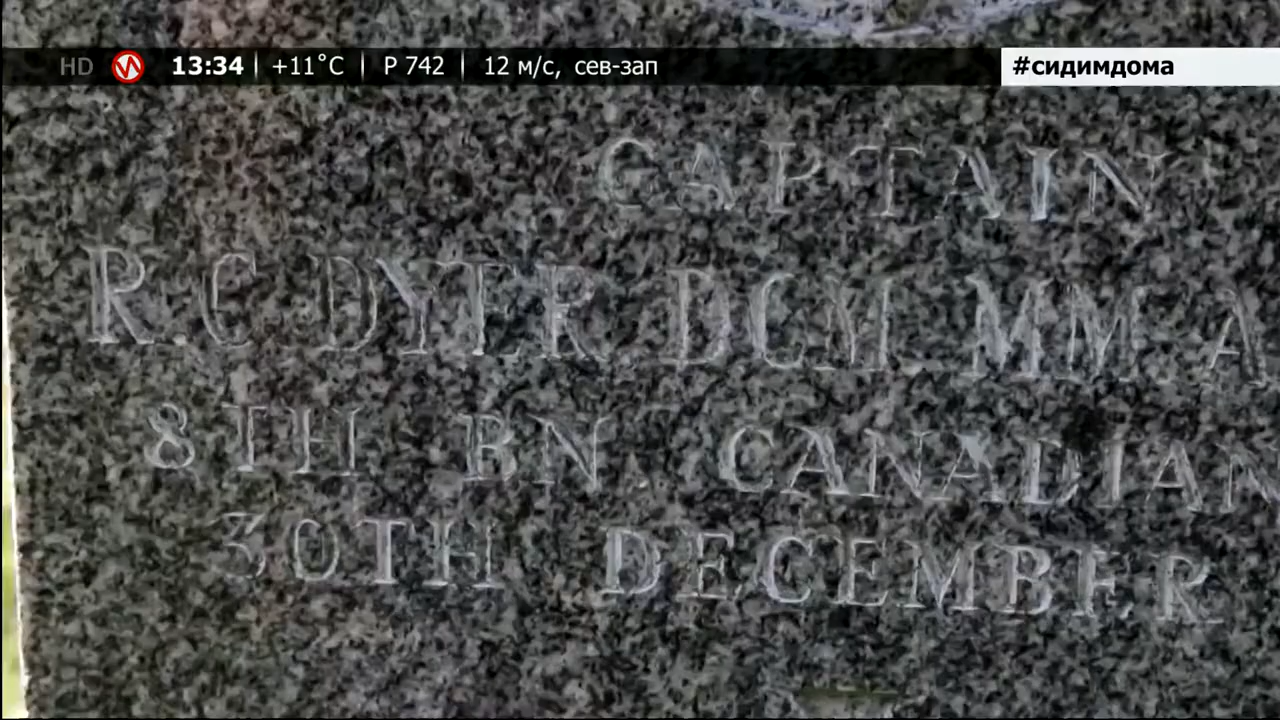 HD 13:34 | +11°C | P 742 | 12 м/с, сев-зап
#сидимдома
CAPTAIN
R.C DYER DCM MM A
8TH BN CANADIAN
30TH DECEMBER